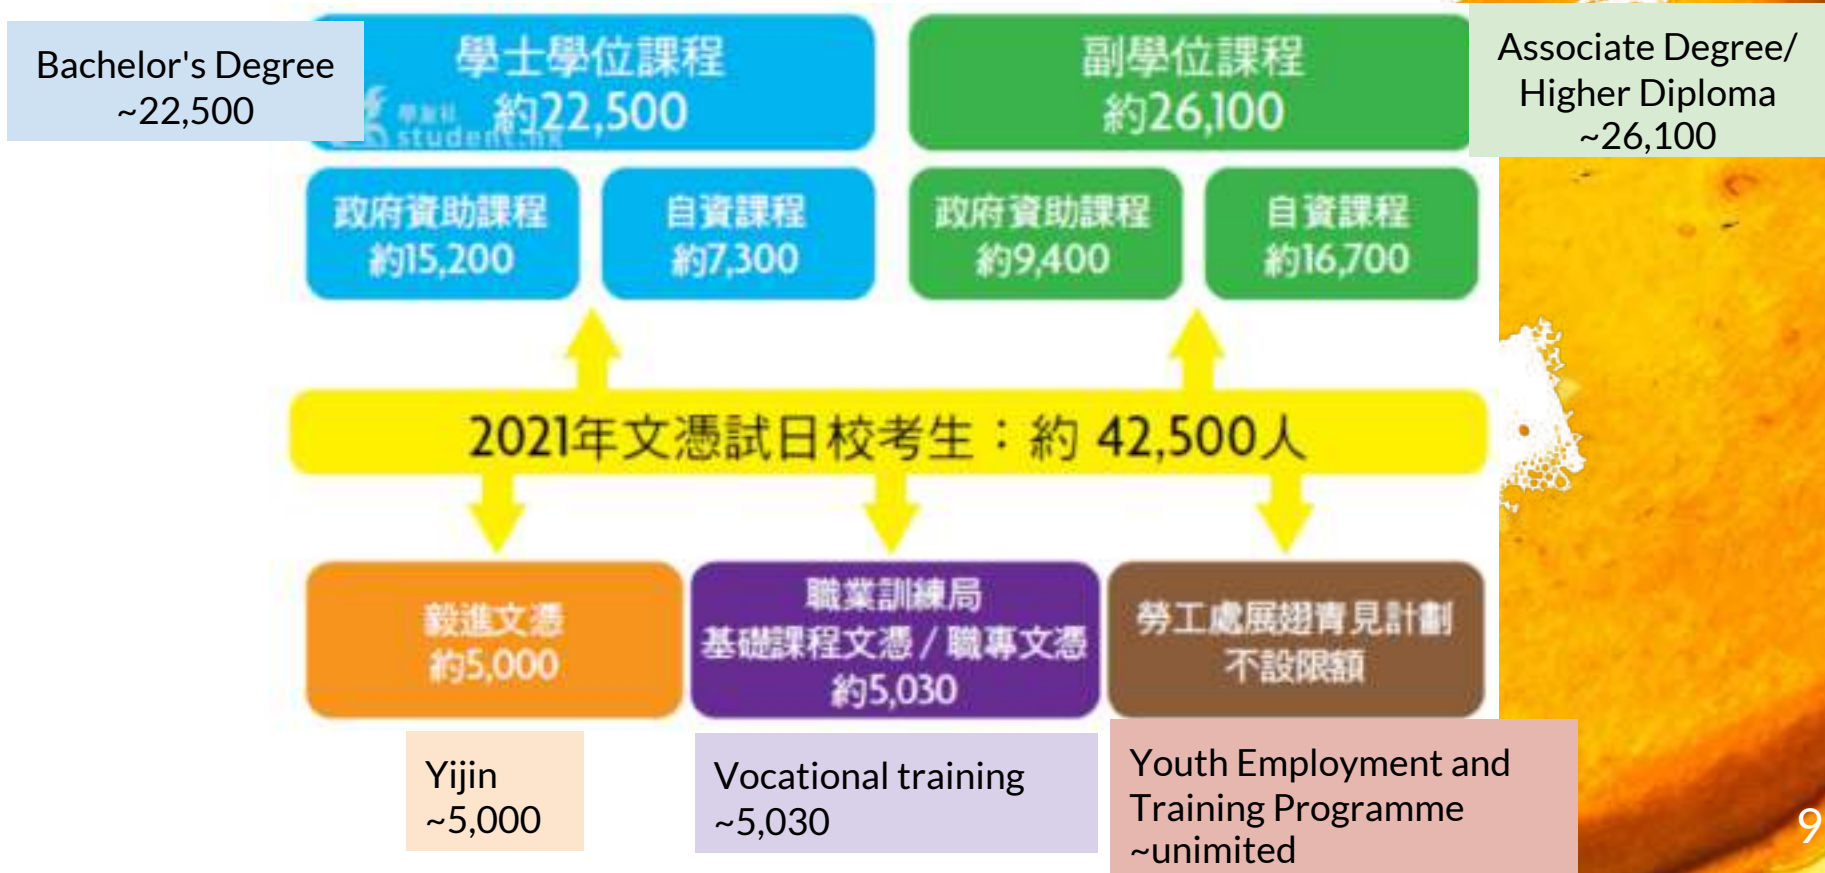 Bachelor's Degree
~22,500
學士學位課程
約22,500
學友社
student.hk
副學位課程
約26,100
Associate Degree/
Higher Diploma
~26,100
政府資助課程
約15,200
自資課程
約7,300
政府資助課程
約9,400
自資課程
約16,700
2021年文憑試日校考生：約 42,500人
毅進文憑
約5,000
職業訓練局
基礎課程文憑 / 職專文憑
約5,030
勞工處展翅青見計劃
不設限額
Yijin
~5,000
Vocational training
~5,030
Youth Employment and
Training Programme
~unimited
9